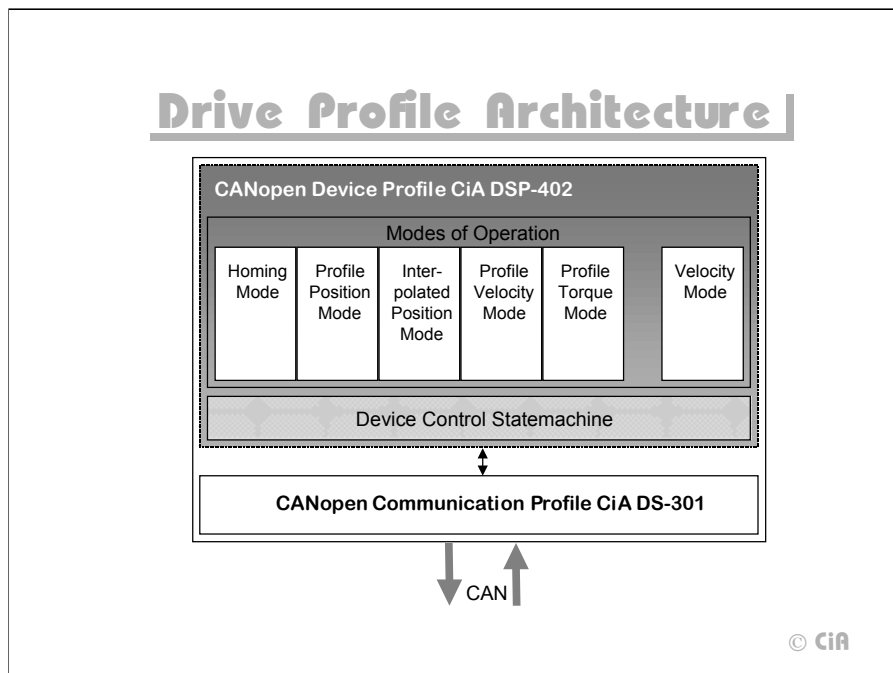 Drive Profile Architecture
CANopen Device Profile CiA DSP-402
Modes of Operation
Homing
Mode
Profile
Position
Mode
Inter-
polated
Position
Mode
Profile
Velocity
Mode
Profile
Torque
Mode
Velocity
Mode
Device Control Statemachine
CANopen Communication Profile CiA DS-301
CAN
© CiA